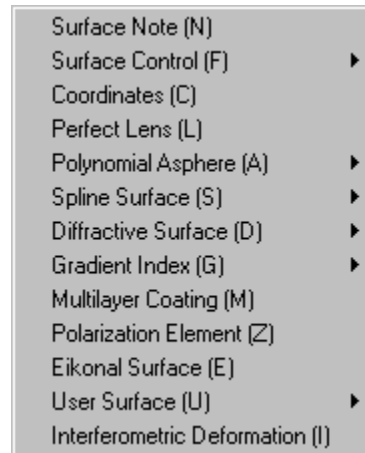 Surface Note (N)
Surface Control (F)
Coordinates (C)
Perfect Lens (L)
Polynomial Asphere (A)
Spline Surface (S)
Diffractive Surface (D)
Gradient Index (G)
Multilayer Coating (M)
Polarization Element (Z)
Eikonal Surface (E)
User Surface (U)
Interferometric Deformation (I)